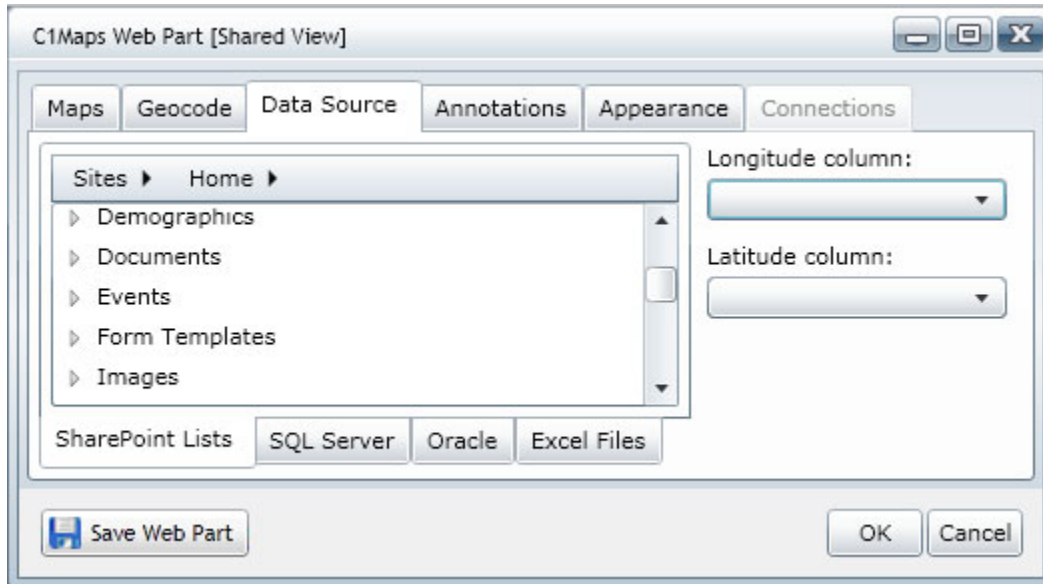 C1Maps Web Part [Shared View]
Maps Geocode Data Source Annotations Appearance Connections
Sites Home
Demographics
Documents
Events
Form Templates
Images
SharePoint Lists SQL Server Oracle Excel Files
Longitude column:
Latitude column:
Save Web Part OK Cancel